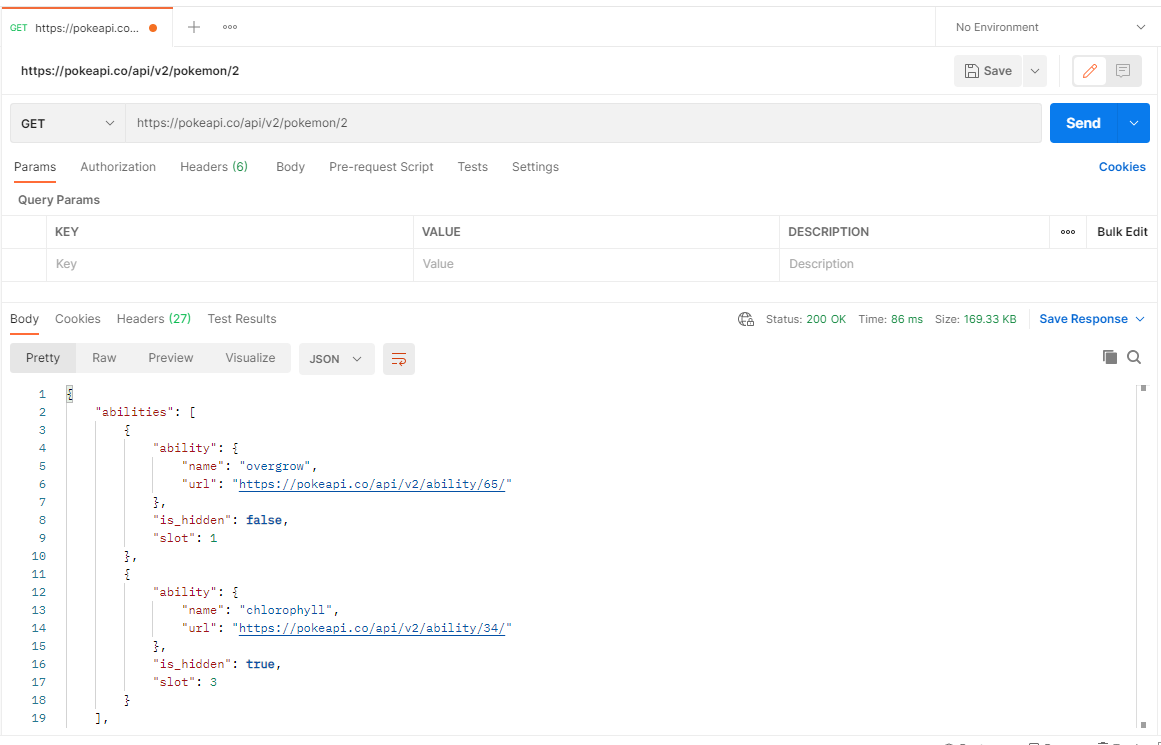 GET https://pokeapi.co... No Environment
https://pokeapi.co/api/v2/pokemon/2 Save
GET https://pokeapi.co/api/v2/pokemon/2 Send
Params Authorization Headers (6) Body Pre-request Script Tests Settings Cookies
Query Params
KEY VALUE DESCRIPTION Bulk Edit
Key Value Description
Body Cookies Headers (27) Test Results Status: 200 OK Time: 86 ms Size: 169.33 KB Save Response
Pretty Raw Preview Visualize JSON
1 {
2 "abilities": [
3 {
4 "ability": {
5 "name": "overgrow",
6 "url": "https://pokeapi.co/api/v2/ability/65/"
7 },
8 "is_hidden": false,
9 "slot": 1
10 },
11 {
12 "ability": {
13 "name": "chlorophyll",
14 "url": "https://pokeapi.co/api/v2/ability/34/"
15 },
16 "is_hidden": true,
17 "slot": 3
18 }
19 ],